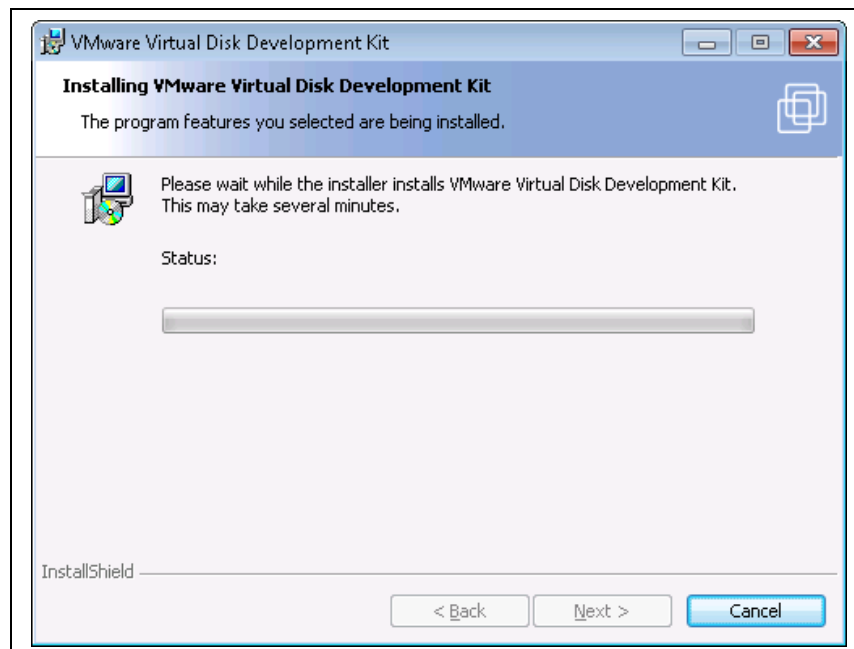 VMware Virtual Disk Development Kit
Installing VMware Virtual Disk Development Kit
The program features you selected are being installed.
Please wait while the installer installs VMware Virtual Disk Development Kit.
This may take several minutes.
Status:
InstallShield
< Back Next > Cancel